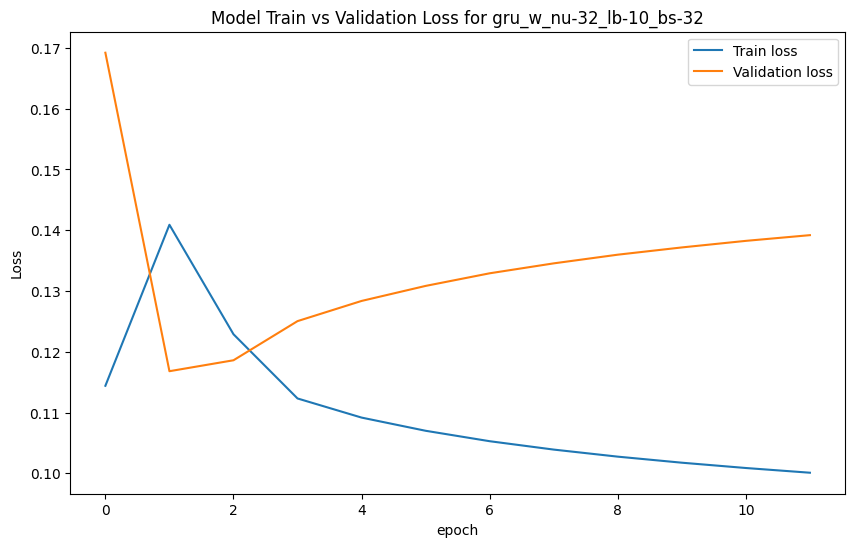 Model Train vs Validation Loss for gru_w_nu-32_lb-10_bs-32
Train loss
Validation loss
0.17
0.16
0.15
0.14
0.13
0.12
0.11
0.10
Loss
0 2 4 6 8 10
epoch